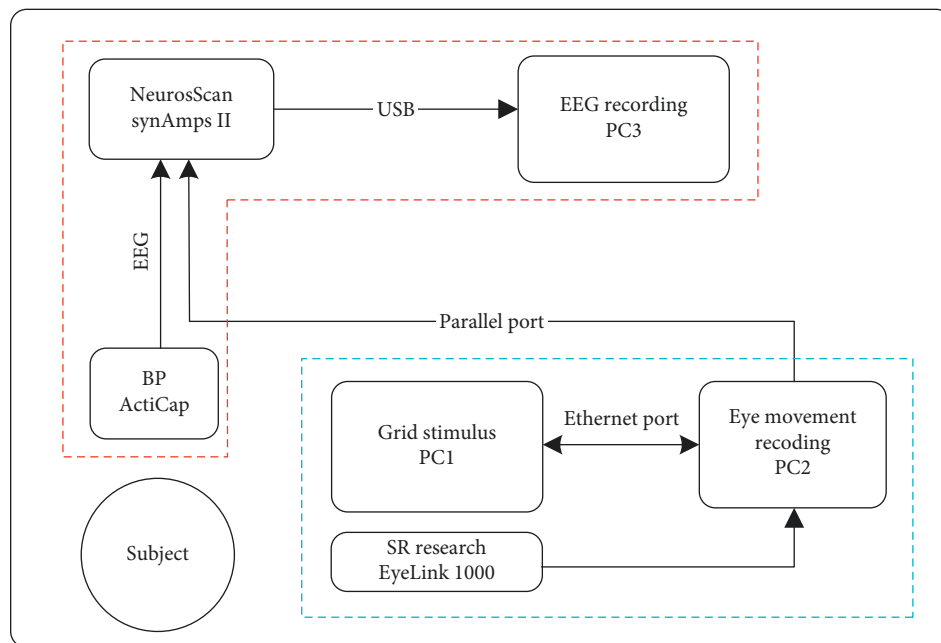 NeurosScan
synAmps II
USB
EEG recording
PC3
EEG
Parallel port
BP
ActiCap
Grid stimulus
PC1
Ethernet port
Eye movement
recoding
PC2
Subject
SR research
EyeLink 1000